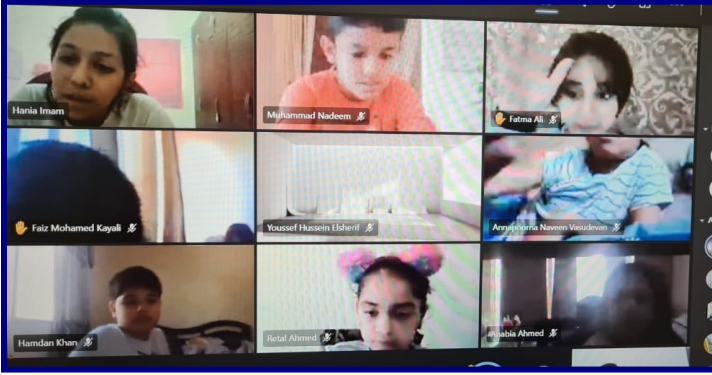 Hania Imam
Muhammad Nadeem
Fatma Ali
Faiz Mohamed Kayali
Youssef Hussein Elsherif
Annapoorna Naveen Vasudevan
Hamdan Khan
Retal Ahmed
Anabia Ahmed